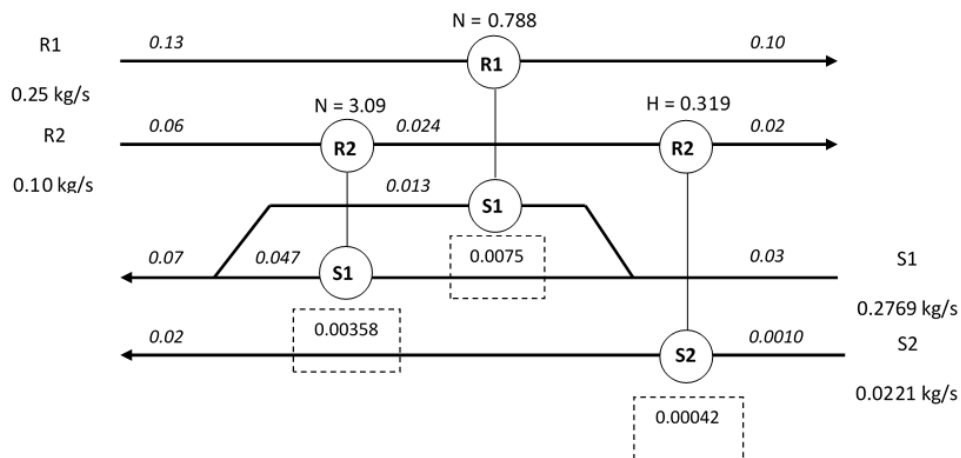 N = 0.788
R1
0.13
0.10
R1
0.25 kg/s
N = 3.09
H = 0.319
R2
0.06
0.024
0.02
R2
R2
0.10 kg/s
0.013
S1
0.07
0.047
0.0075
0.03
S1
S1
0.2769 kg/s
0.00358
0.02
0.0010
S2
S2
0.0221 kg/s
0.00042